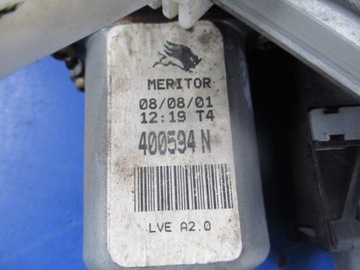 MERITOR
08/08/01
12:19 T4
400594 N
LVE A2.0